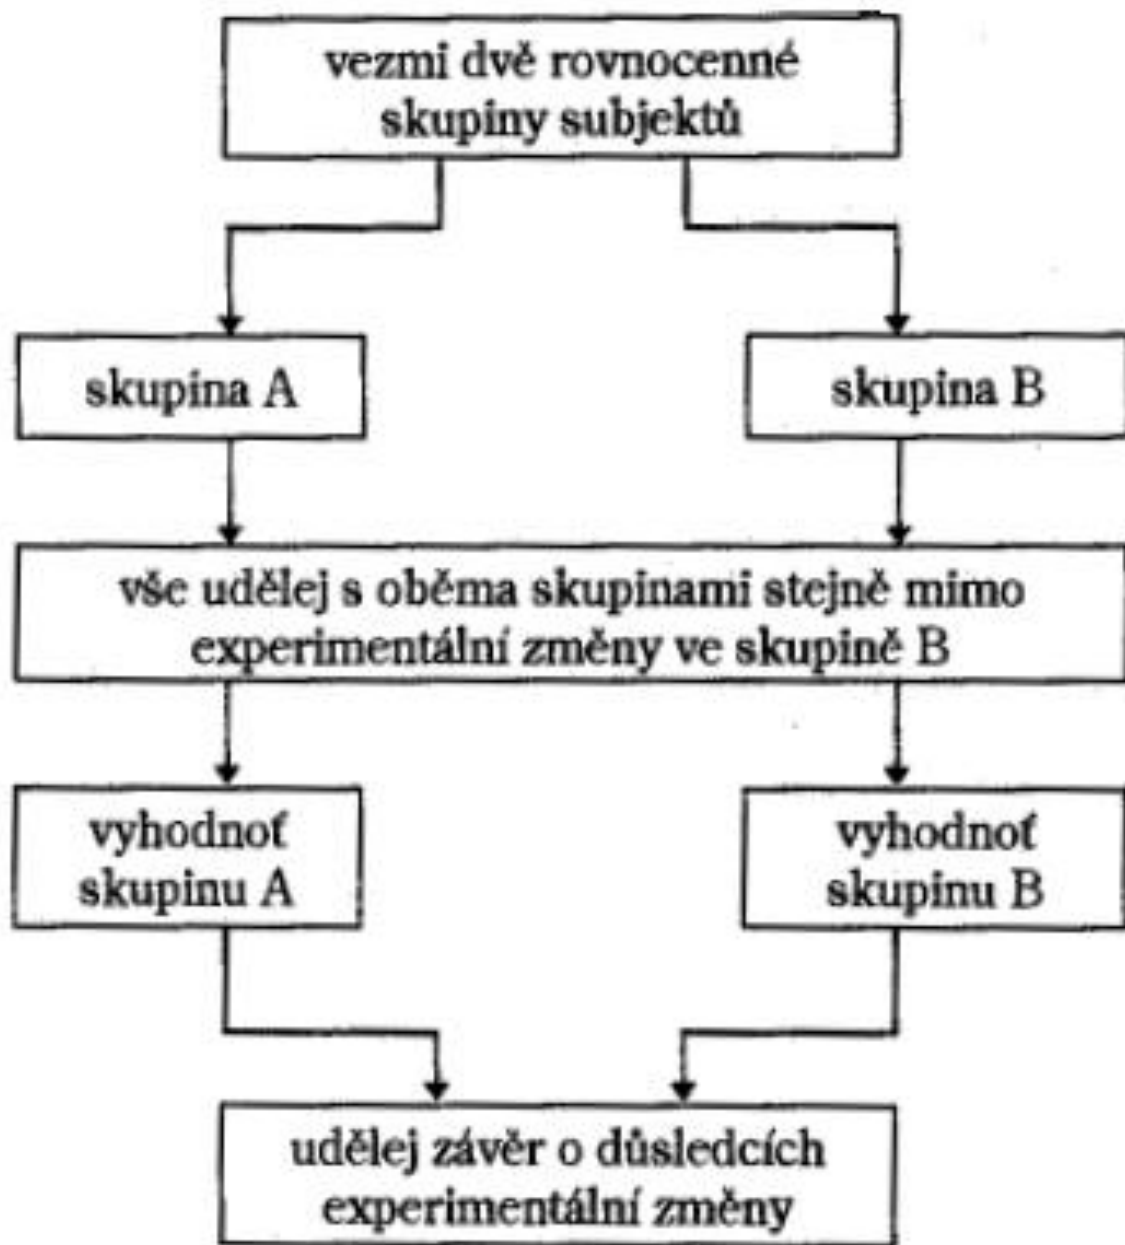 vezmi dvě rovnocenné
skupiny subjektů
skupina A
skupina B
vše udělej s oběma skupinami stejně mimo
experimentální změny ve skupině B
vyhodnoť
skupinu A
vyhodnoť
skupinu B
udělej závěr o důsledcích
experimentální změny